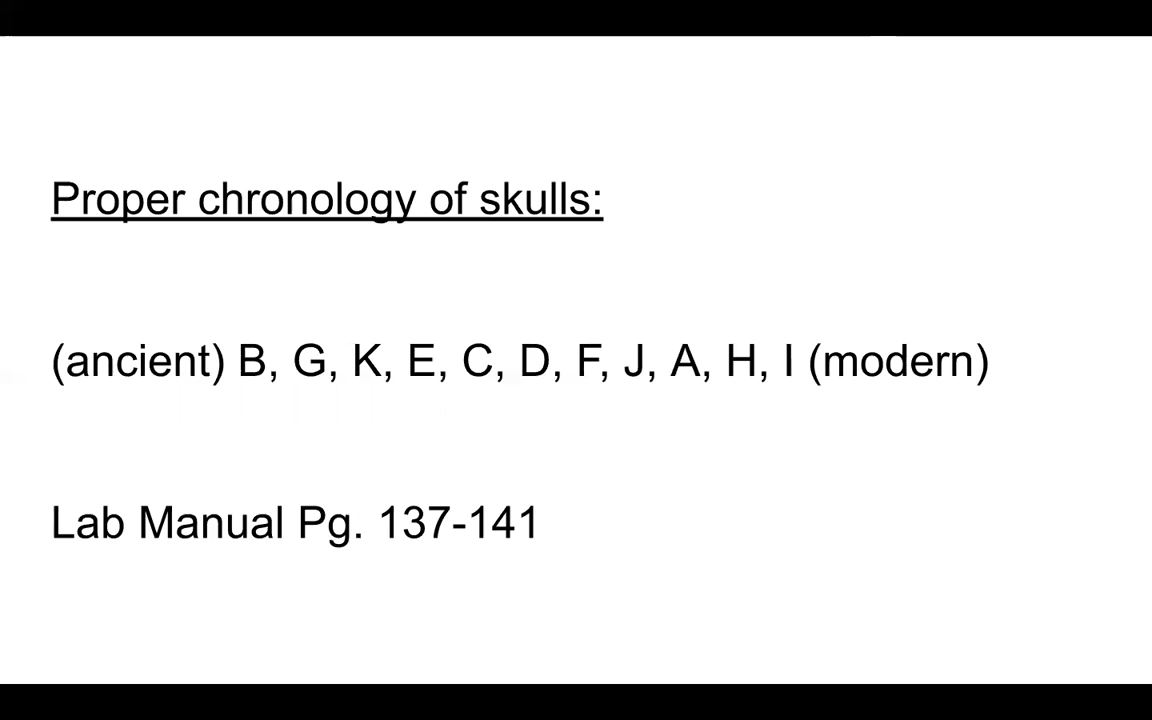 Proper chronology of skulls:
(ancient) B, G, K, E, C, D, F, J, A, H, I (modern)
Lab Manual Pg. 137-141